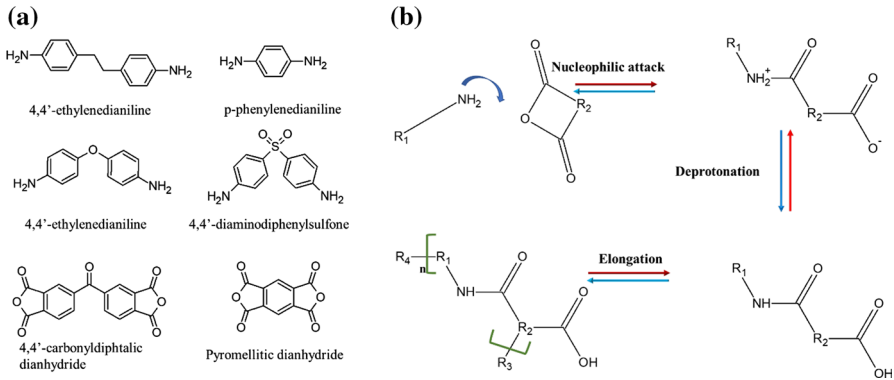 (a)
H₂N
NH₂
4,4’-ethylenedianiline
H₂N
NH₂
p-phenylenedianiline
H₂N
O
NH₂
4,4’-ethylenedianiline
O
O
S
H₂N
NH₂
4,4’-diaminodiphenylsulfone
O
O
O
O
O
O
O
4,4’-carbonyldiphtalic
dianhydride
O
O
O
O
O
O
Pyromellitic dianhydride
(b)
R₁
NH₂
O
O
R₂
O
Nucleophilic attack
R₁
NH₂⁺
O
R₂
O
O⁻
Deprotonation
R₁
NH
O
R₂
O
OH
Elongation
R₄
n
R₁
NH
O
R₂
O
OH
R₃